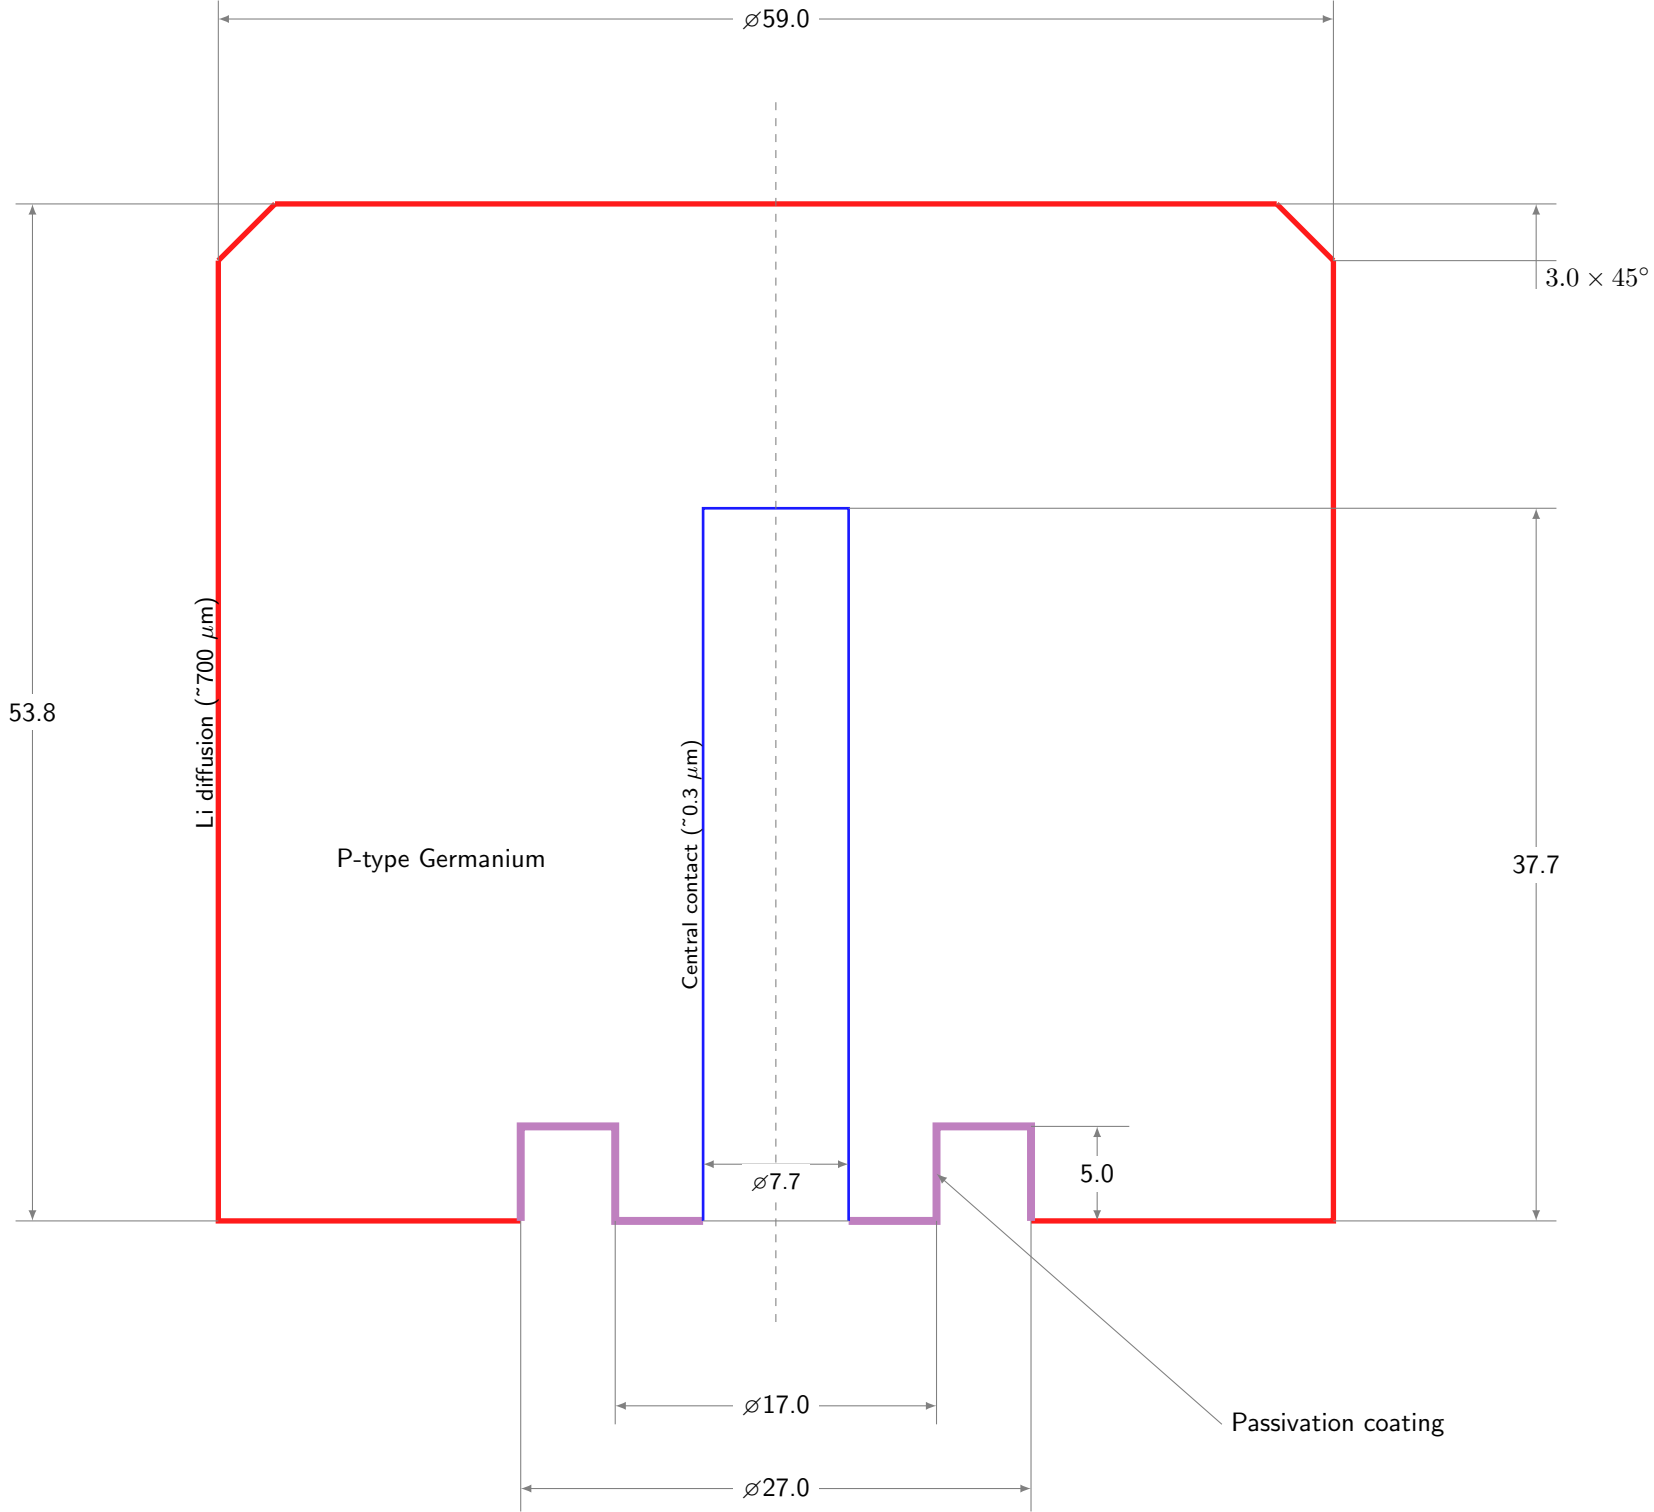 ⌀59.0
3.0 × 45°
Li diffusion (~700 μm)
53.8
Central contact (~0.3 μm)
P-type Germanium
37.7
5.0
⌀7.7
⌀17.0
Passivation coating
⌀27.0